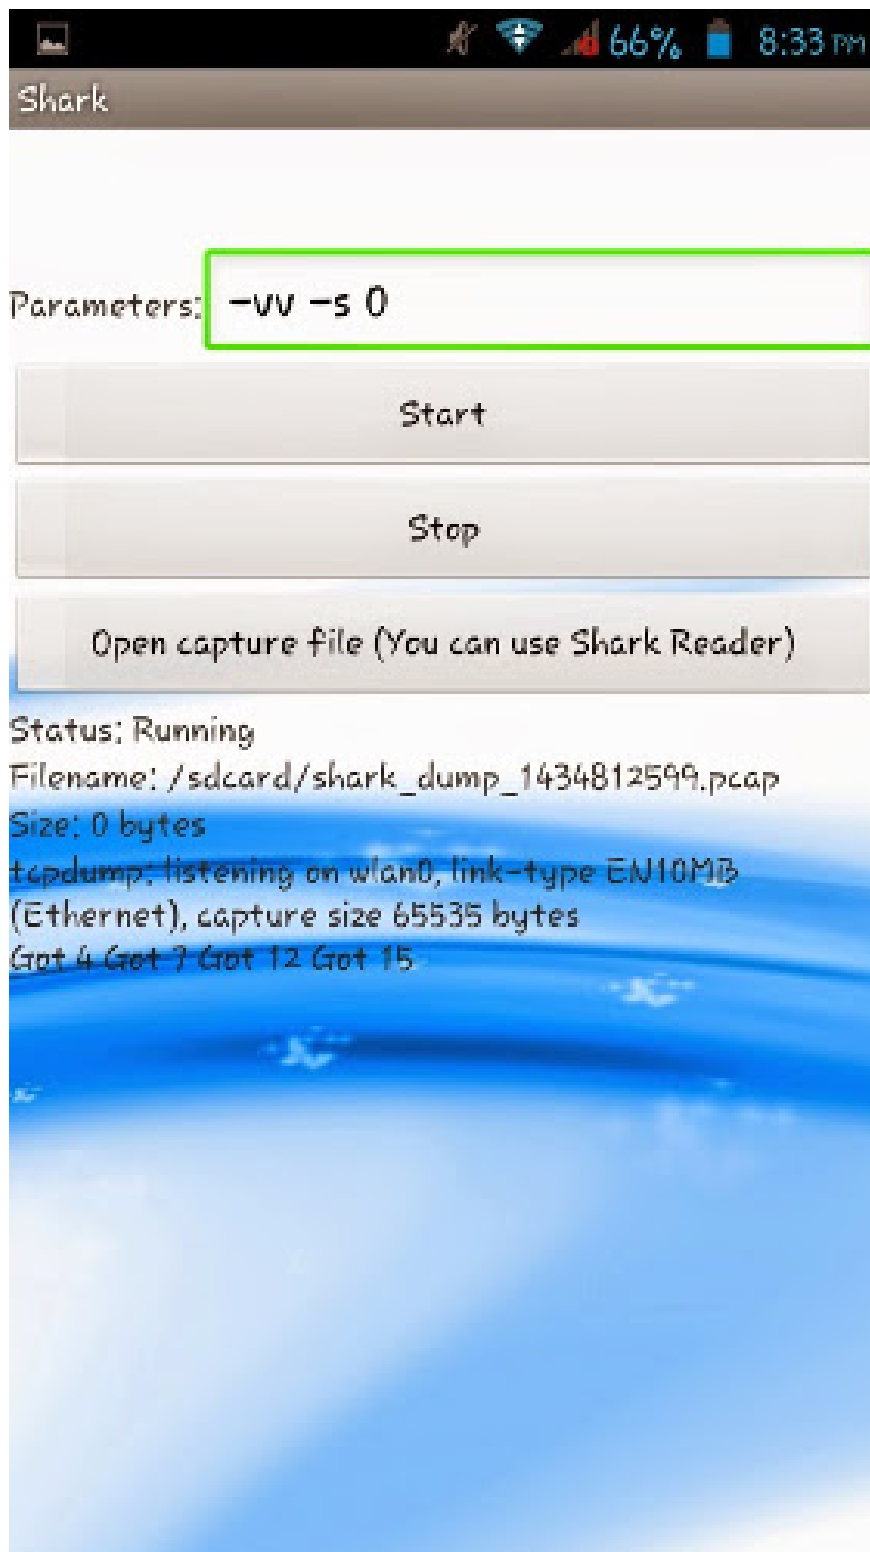 66% 8:33 PM
Shark
Parameters: -vv -s 0
Start
Stop
Open capture file (You can use Shark Reader)
Status: Running
Filename: /sdcard/shark_dump_1434812599.pcap
Size: 0 bytes
tcpdump: listening on wlan0, link-type EN10MB
(Ethernet), capture size 65535 bytes
Got 4 Got 7 Got 12 Got 15